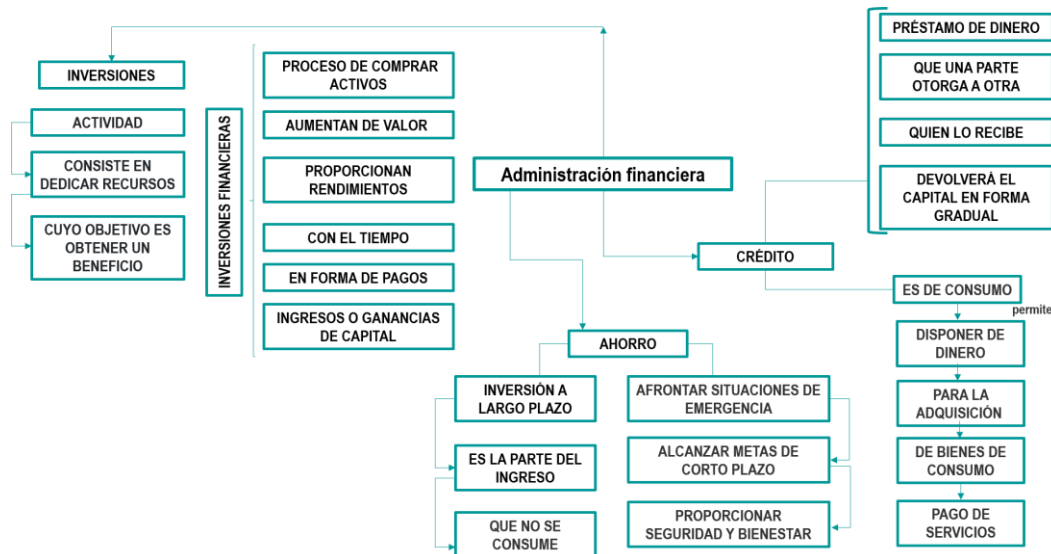 INVERSIONES
ACTIVIDAD
CONSISTE EN
DEDICAR RECURSOS
CUYO OBJETIVO ES
OBTENER UN
BENEFICIO
INVERSIONES FINANCIERAS
PROCESO DE COMPRAR
ACTIVOS
AUMENTAN DE VALOR
PROPORCIONAN
RENDIMIENTOS
CON EL TIEMPO
EN FORMA DE PAGOS
INGRESOS O GANANCIAS
DE CAPITAL
Administración financiera
AHORRO
INVERSIÓN A
LARGO PLAZO
ES LA PARTE DEL
INGRESO
QUE NO SE
CONSUME
AFRONTAR SITUACIONES DE
EMERGENCIA
ALCANZAR METAS DE
CORTO PLAZO
PROPORCIONAR
SEGURIDAD Y BIENESTAR
CRÉDITO
PRÉSTAMO DE DINERO
QUE UNA PARTE
OTORGA A OTRA
QUIEN LO RECIBE
DEVOLVERÁ EL
CAPITAL EN FORMA
GRADUAL
ES DE CONSUMO
permite
DISPONER DE
DINERO
PARA LA
ADQUISICIÓN
DE BIENES DE
CONSUMO
PAGO DE
SERVICIOS